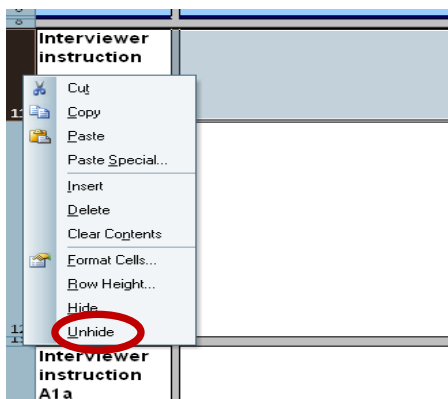 Interviewer
instruction
Cut
Copy
Paste
Paste Special...
Insert
Delete
Clear Contents
Format Cells...
Row Height...
Hide
Unhide
Interviewer
instruction
A1a